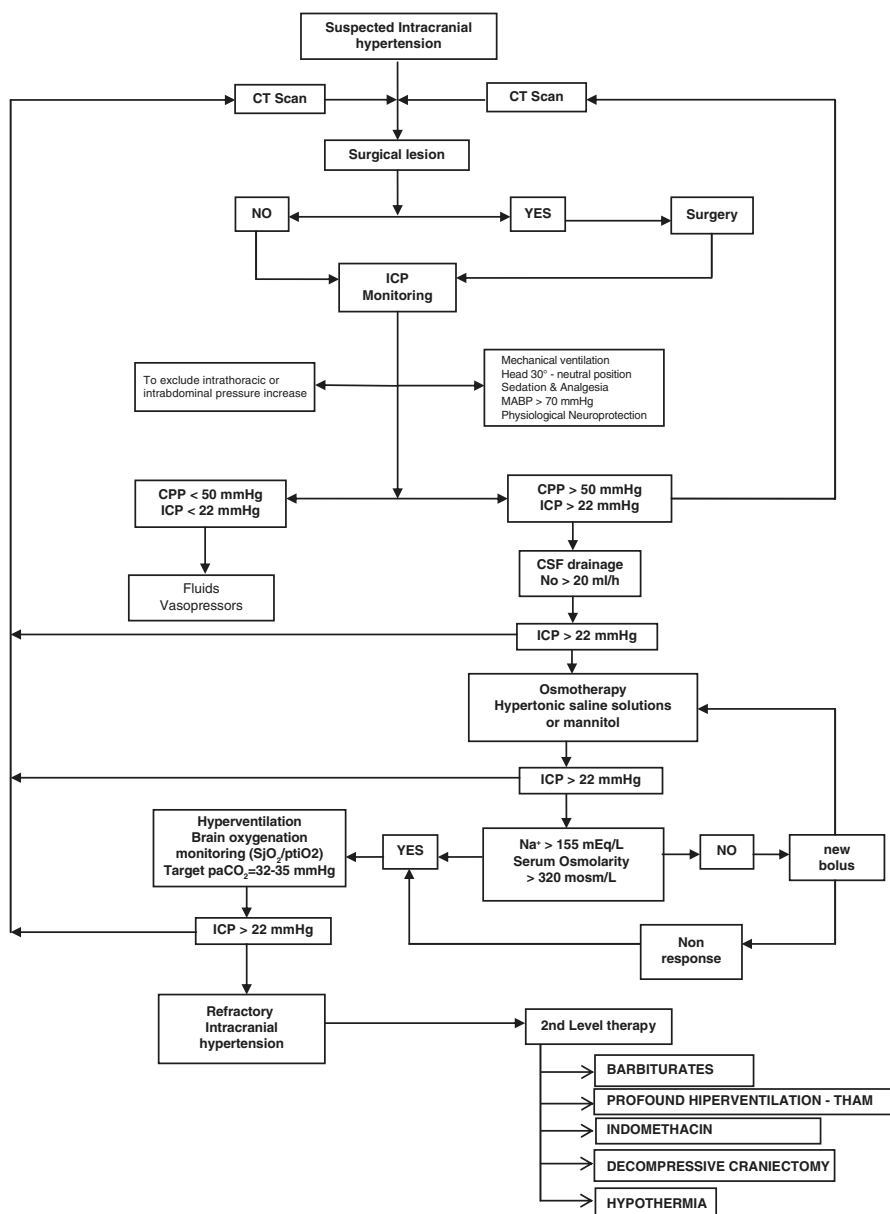 Suspected Intracranial
hypertension
CT Scan
CT Scan
Surgical lesion
NO
YES
Surgery
ICP
Monitoring
To exclude intrathoracic or
intrabdominal pressure increase
Mechanical ventilation
Head 30° - neutral position
Sedation & Analgesia
MABP > 70 mmHg
Physiological Neuroprotection
CPP < 50 mmHg
ICP < 22 mmHg
CPP > 50 mmHg
ICP > 22 mmHg
Fluids
Vasopressors
CSF drainage
No > 20 ml/h
ICP > 22 mmHg
Osmotherapy
Hypertonic saline solutions
or mannitol
ICP > 22 mmHg
Hyperventilation
Brain oxygenation
monitoring (SjO₂/ptiO2)
Target paCO₂=32-35 mmHg
YES
Na⁺ > 155 mEq/L
Serum Osmolarity
> 320 mosm/L
NO
new
bolus
ICP > 22 mmHg
Non
response
Refractory
Intracranial
hypertension
2nd Level therapy
BARBITURATES
PROFOUND HIPERVENTILATION - THAM
INDOMETHACIN
DECOMPRESSIVE CRANIECTOMY
HYPOTHERMIA